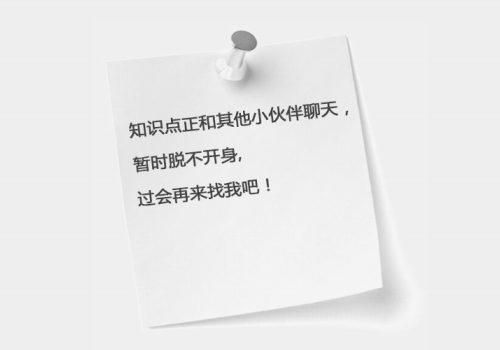 知识点正和其他小伙伴聊天，
暂时脱不开身,
过会再来找我吧！